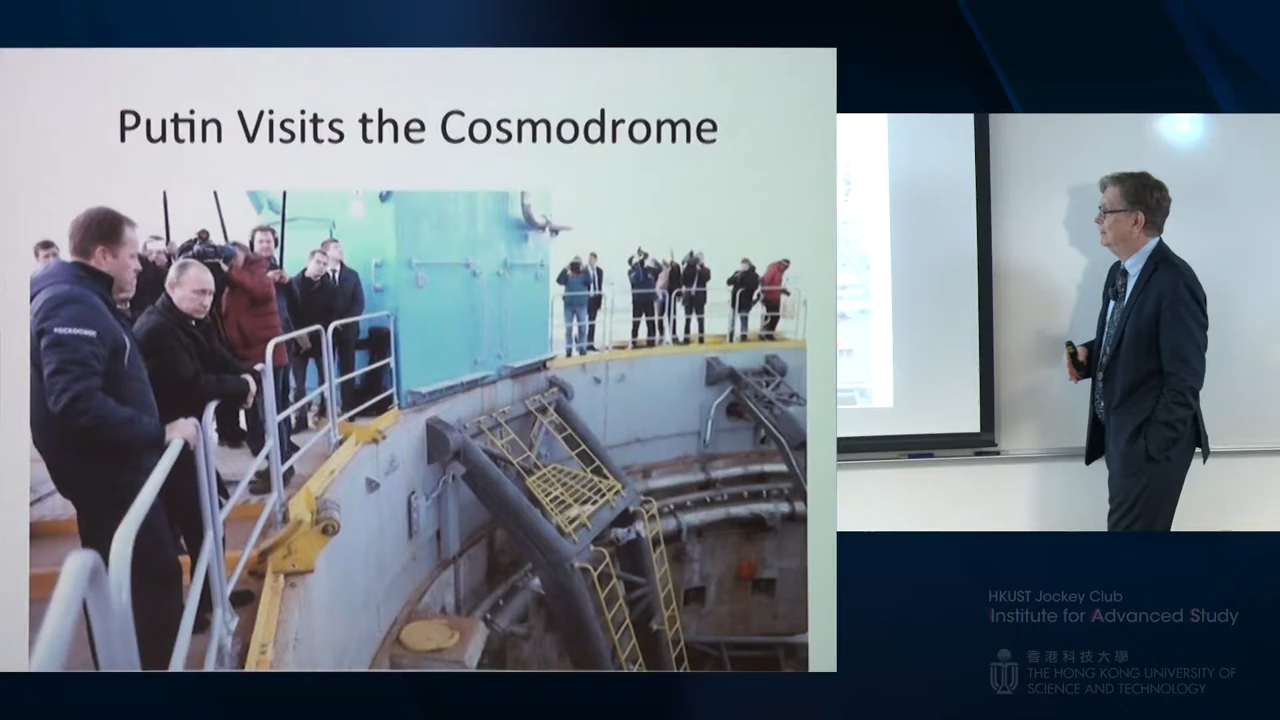 Putin Visits the Cosmodrome
РОСКОСМОС
HKUST Jockey Club
Institute for Advanced Study
香港科技大學
THE HONG KONG UNIVERSITY OF
SCIENCE AND TECHNOLOGY